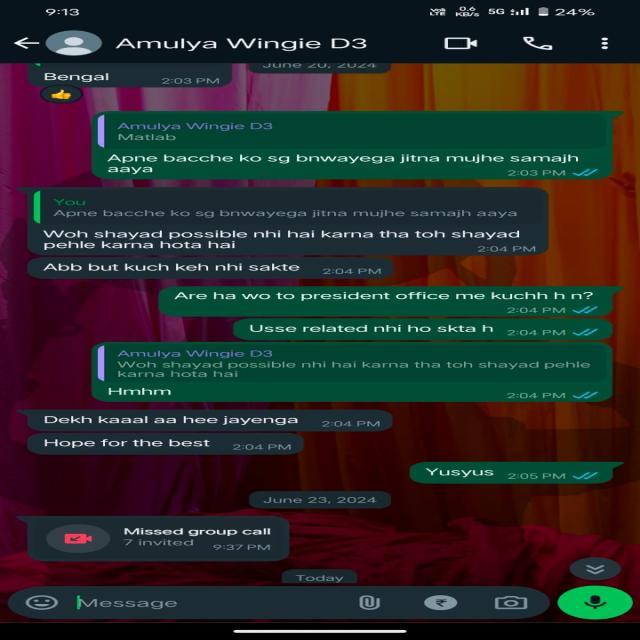 9:13
Vo) LTE 0.6 KB/s 5G 24%
Amulya Wingie D3
June 20, 2024
Bengal
2:03 PM
Amulya Wingie D3
Matlab
Apne bacche ko sg bnwayega jitna mujhe samajh
aaya
2:03 PM
You
Apne bacche ko sg bnwayega jitna mujhe samajh aaya
Woh shayad possible nhi hai karna tha toh shayad
pehle karna hota hai
2:04 PM
Abb but kuch keh nhi sakte 2:04 PM
Are ha wo to president office me kuchh h n?
2:04 PM
Usse related nhi ho skta h 2:04 PM
Amulya Wingie D3
Woh shayad possible nhi hai karna tha toh shayad pehle
karna hota hai
Hmhm
2:04 PM
Dekh kaaal aa hee jayenga 2:04 PM
Hope for the best 2:04 PM
Yusyus 2:05 PM
June 23, 2024
Missed group call
7 invited 9:37 PM
Today
Message
₹